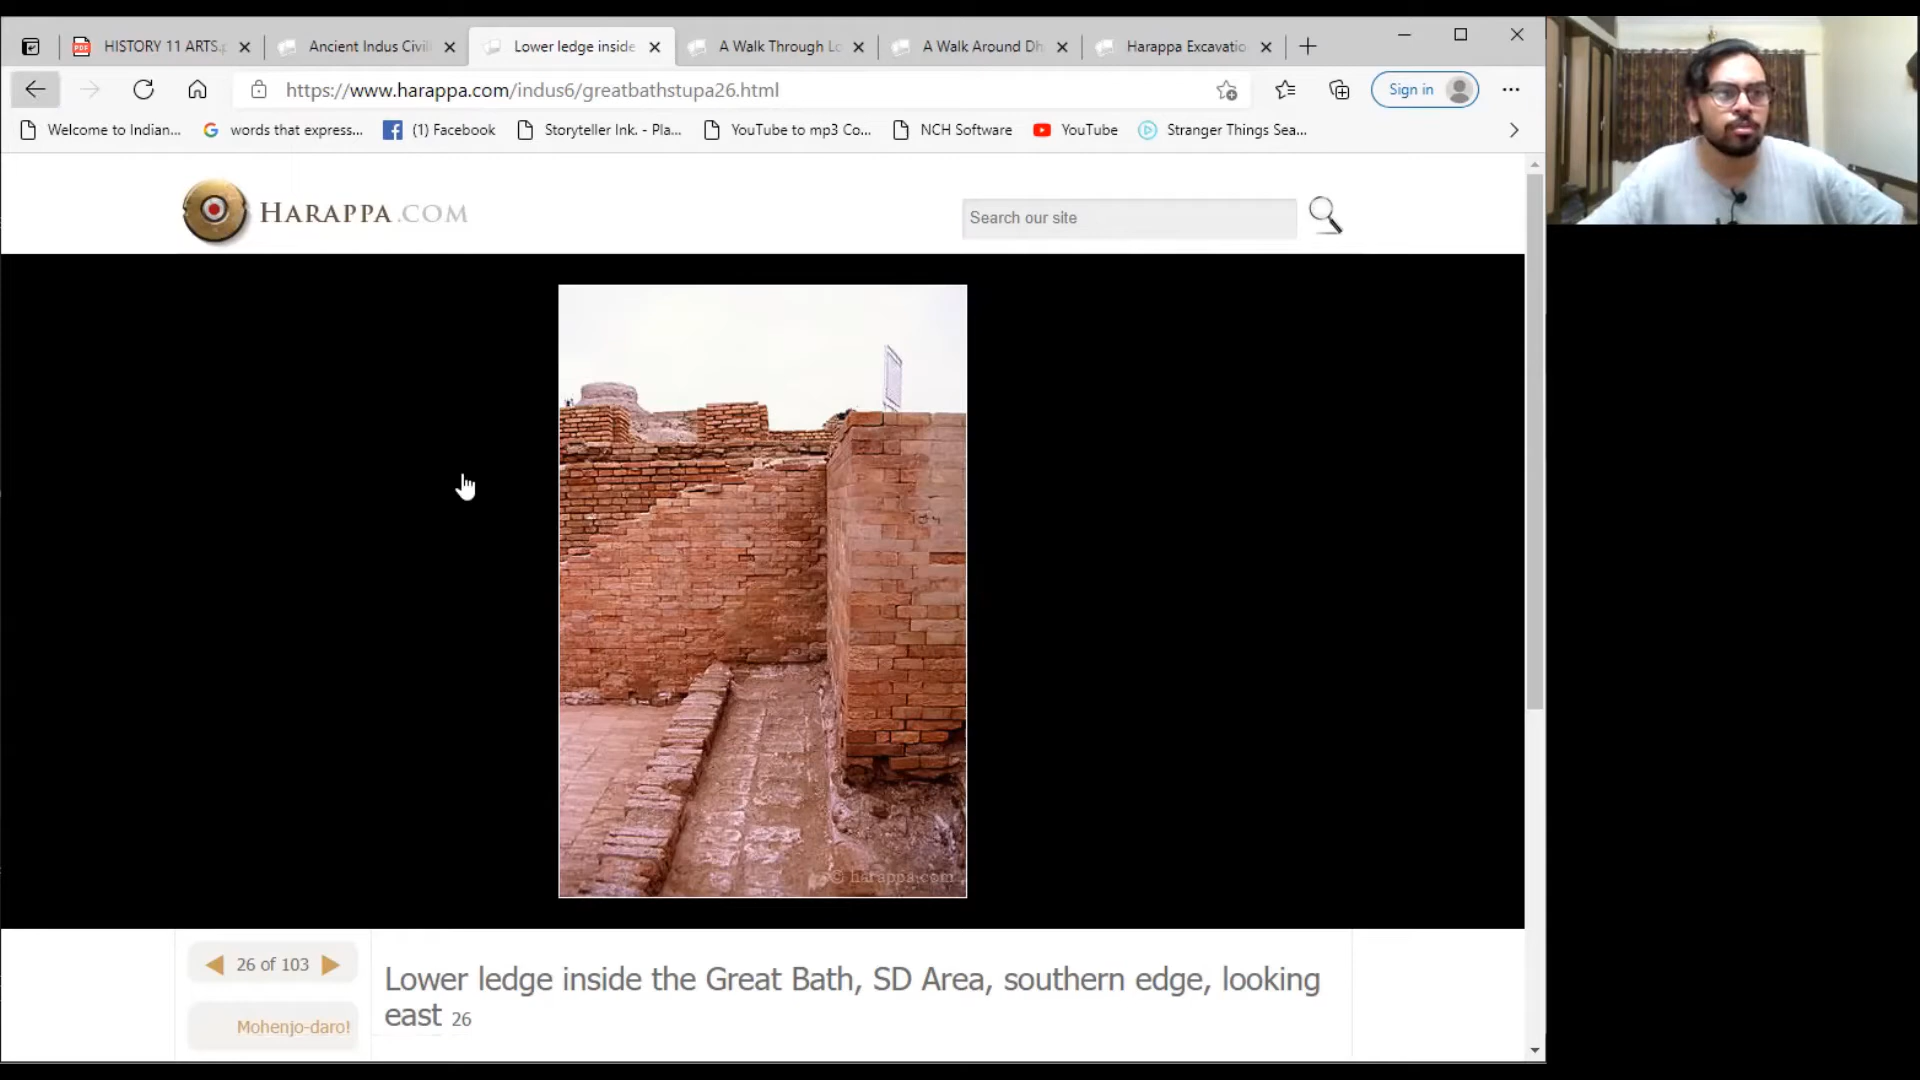 HISTORY 11 ARTS.p
Ancient Indus Civili
Lower ledge inside
A Walk Through Lo
A Walk Around Dh
Harappa Excavatio
https://www.harappa.com/indus6/greatbathstupa26.html
Sign in
Welcome to Indian...
words that express...
(1) Facebook
Storyteller Ink. - Pla...
YouTube to mp3 Co...
NCH Software
YouTube
Stranger Things Sea...
HARAPPA.COM
Search our site
© harappa.com
26 of 103
Mohenjo-daro!
Lower ledge inside the Great Bath, SD Area, southern edge, looking
east 26